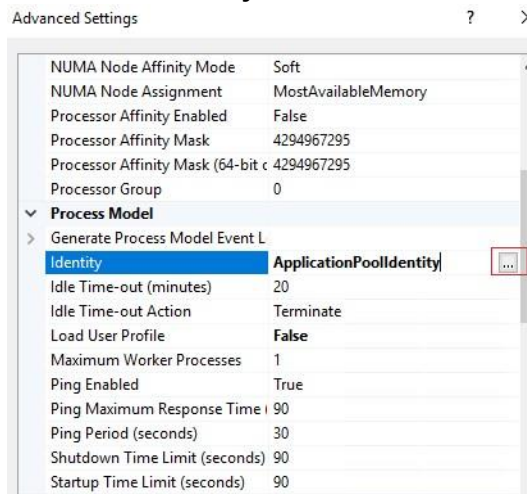 Advanced Settings ?
NUMA Node Affinity Mode Soft
NUMA Node Assignment MostAvailableMemory
Processor Affinity Enabled False
Processor Affinity Mask 4294967295
Processor Affinity Mask (64-bit c 4294967295
Processor Group 0
Process Model
Generate Process Model Event L
Identity ApplicationPoolIdentity ...
Idle Time-out (minutes) 20
Idle Time-out Action Terminate
Load User Profile False
Maximum Worker Processes 1
Ping Enabled True
Ping Maximum Response Time ( 90
Ping Period (seconds) 30
Shutdown Time Limit (seconds) 90
Startup Time Limit (seconds) 90